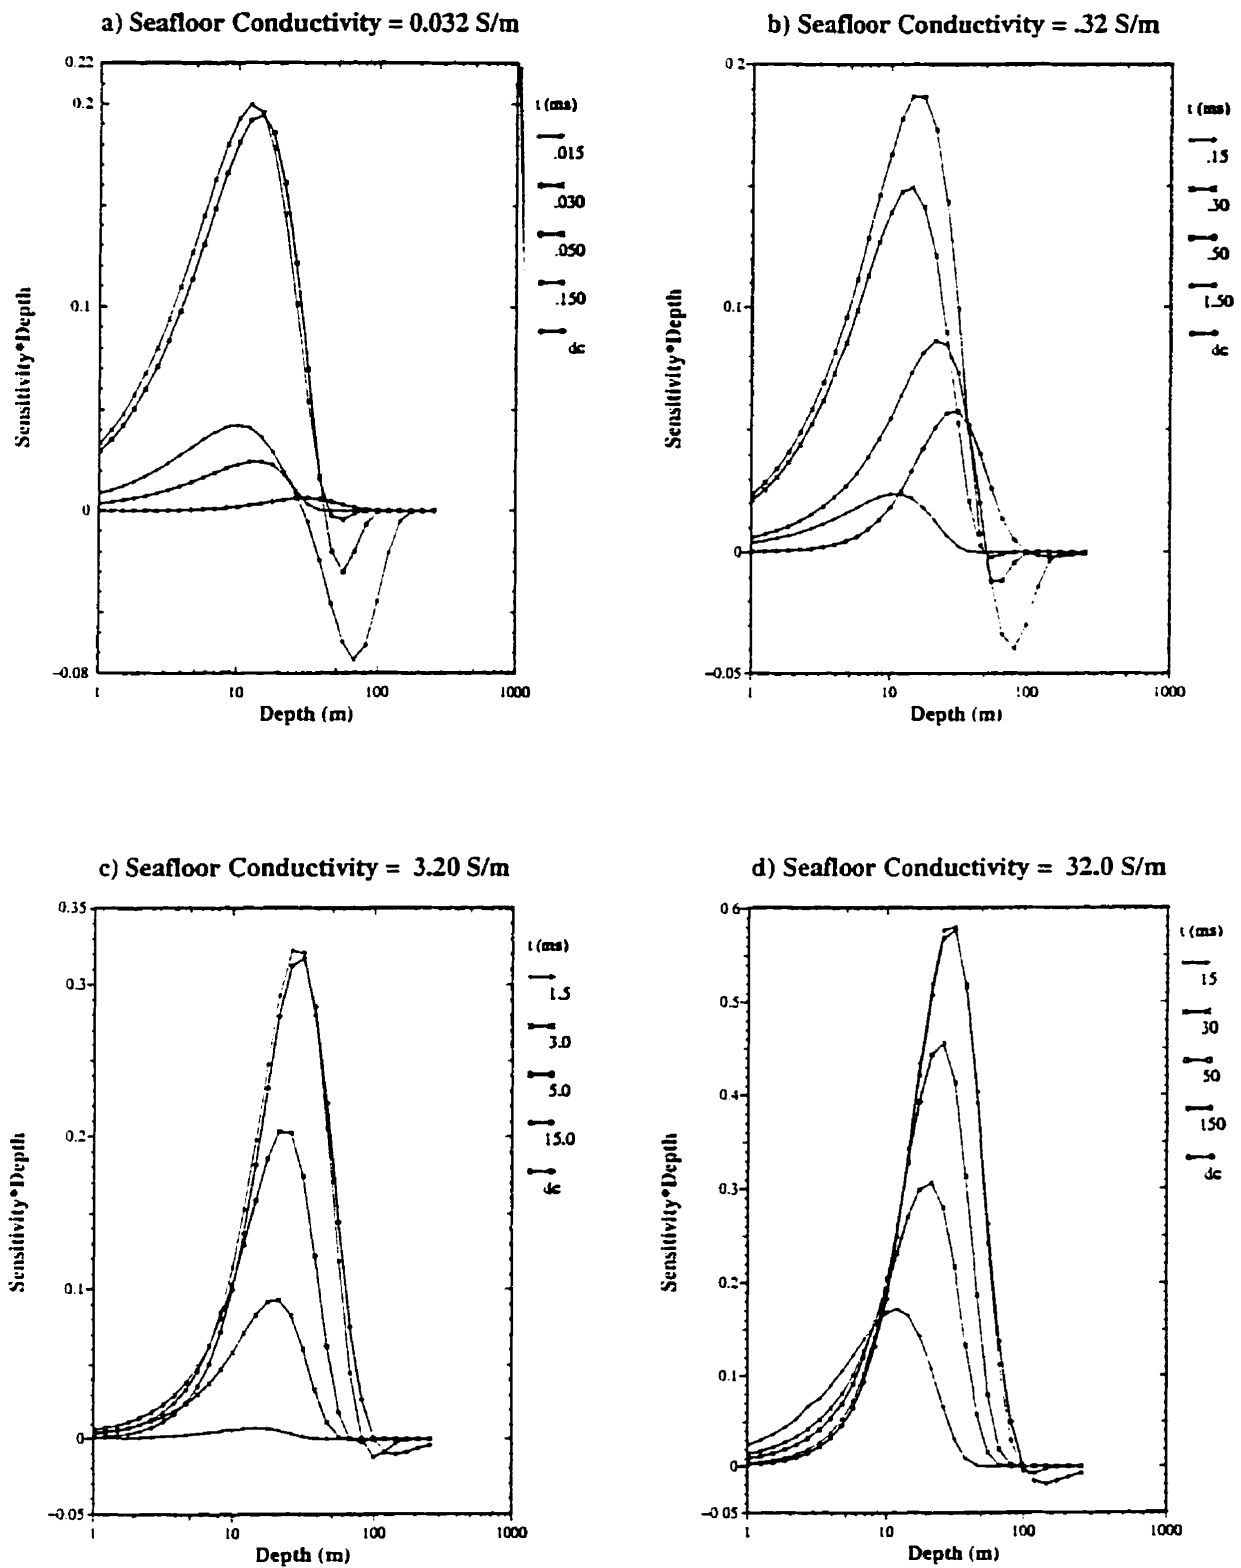 a) Seafloor Conductivity = 0.032 S/m
0.22
0.2
0.1
0
-0.08
Sensitivity*Depth
1
10
100
1000
Depth (m)
t (ms)
.015
.030
.050
.150
dc
b) Seafloor Conductivity = .32 S/m
0.2
0.1
0
-0.05
Sensitivity*Depth
1
10
100
1000
Depth (m)
t (ms)
.15
.30
.50
1.50
dc
c) Seafloor Conductivity = 3.20 S/m
0.35
0.3
0.2
0.1
0
-0.05
Sensitivity*Depth
1
10
100
1000
Depth (m)
t (ms)
1.5
3.0
5.0
15.0
dc
d) Seafloor Conductivity = 32.0 S/m
0.6
0.5
0.4
0.3
0.2
0.1
0
-0.05
Sensitivity*Depth
1
10
100
1000
Depth (m)
t (ms)
15
30
50
150
dc